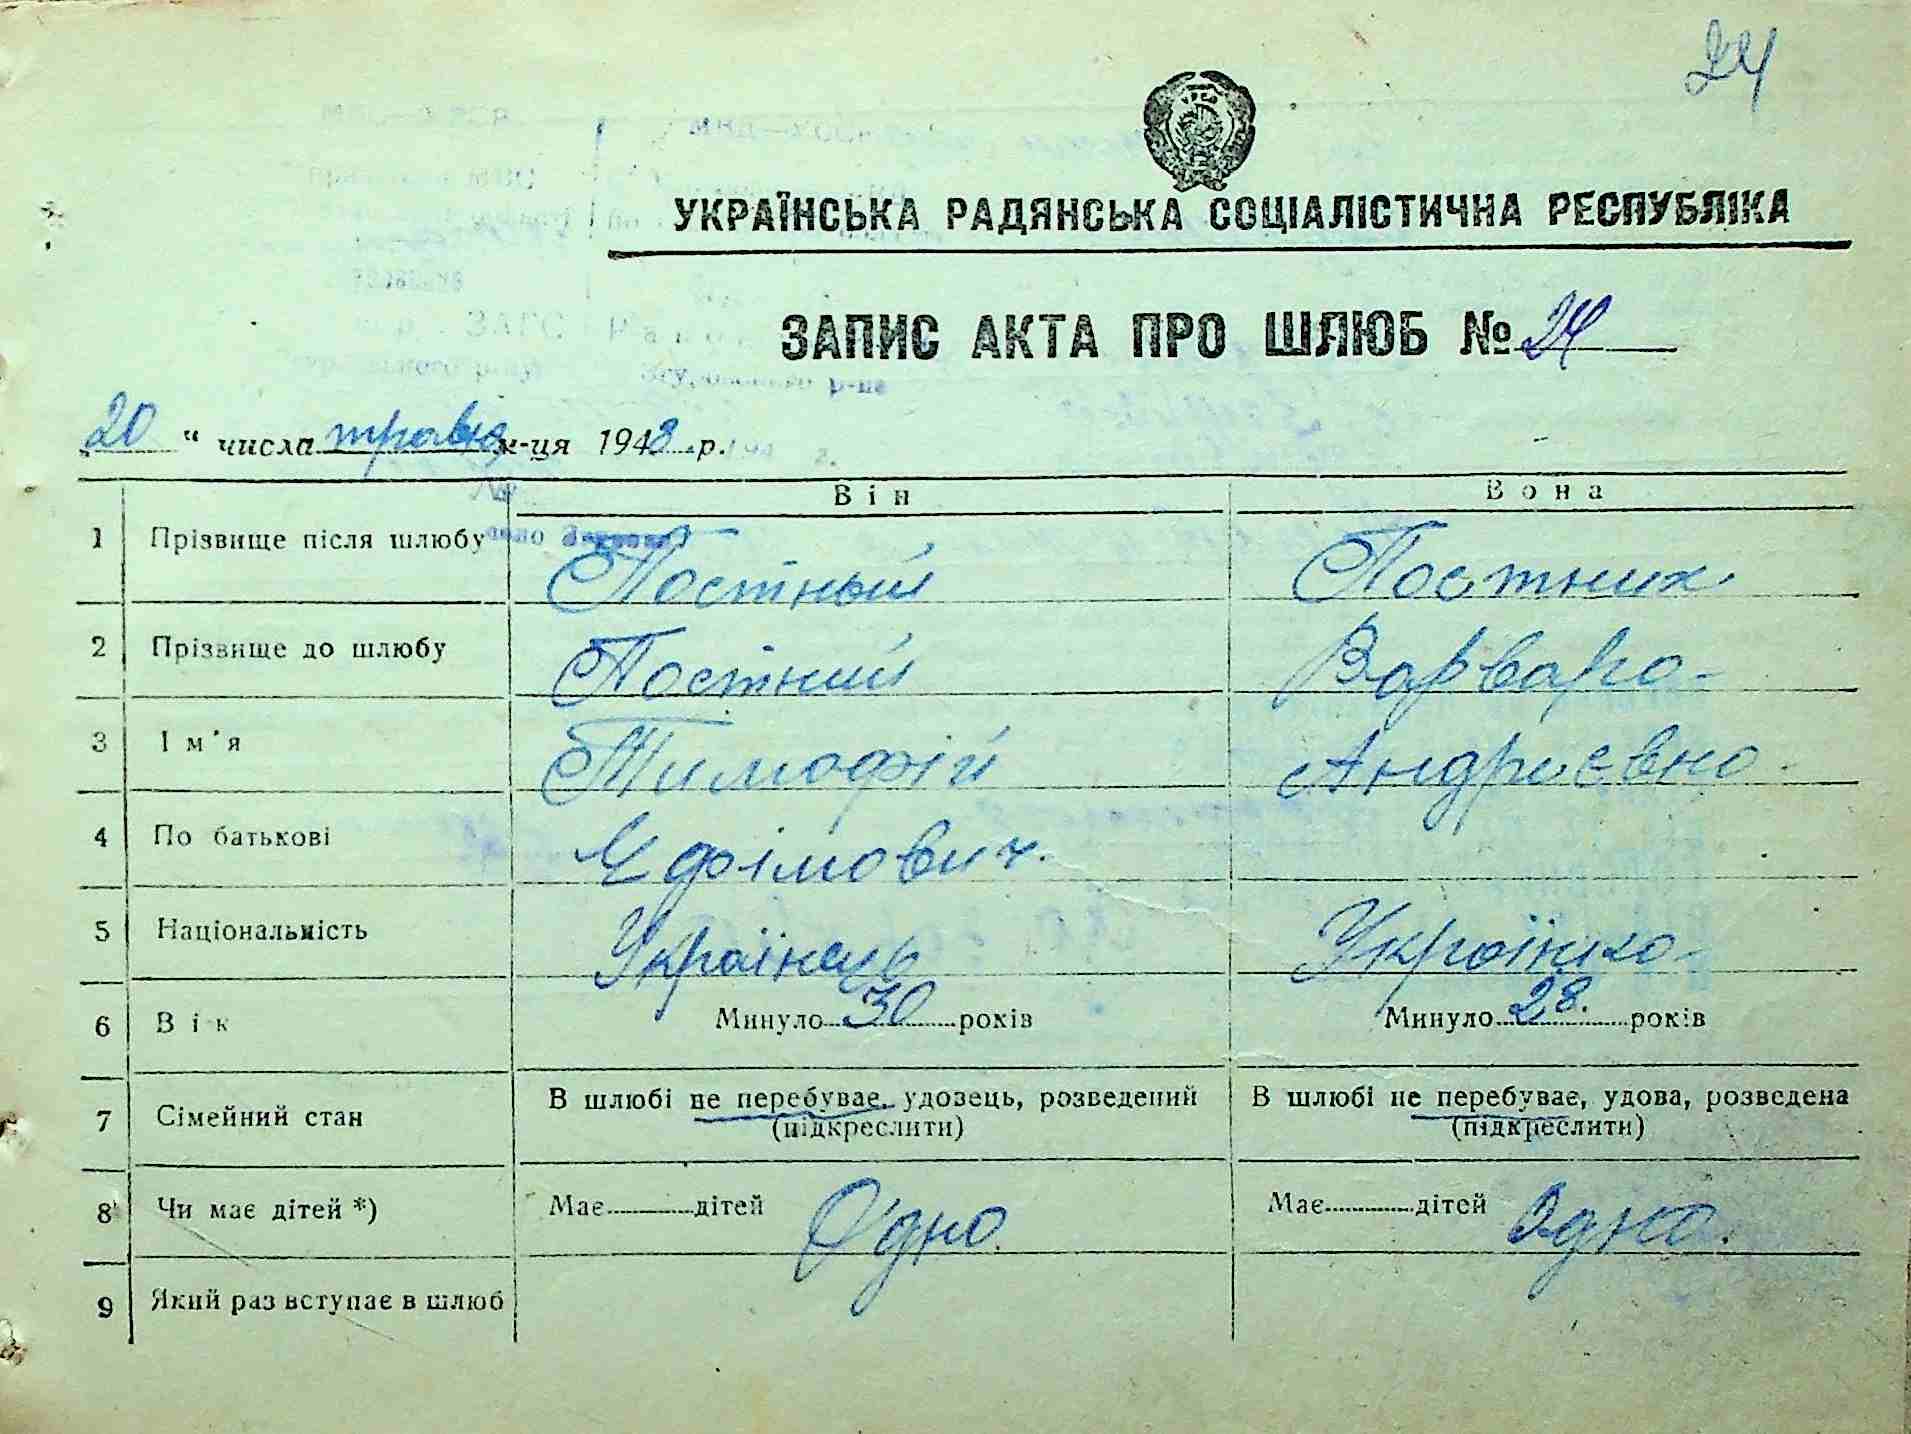 24
УКРАЇНСЬКА РАДЯНСЬКА СОЦІАЛІСТИЧНА РЕСПУБЛІКА
ЗАПИС АКТА ПРО ШЛЮБ № 24
„20“ числа травня м-ця 1948 р.
Він Вона
1 Прізвище після шлюбу Постный Постних
2 Прізвище до шлюбу Постний Варвара
3 Ім'я Тимофій Андриєвна
4 По батькові Єфімович.
5 Національність Українець Українка
6 Вік Минуло 30 років Минуло 28. років
7 Сімейний стан В шлюбі не перебуває, удовець, розведений (підкреслити) В шлюбі не перебуває, удова, розведена (підкреслити)
8 Чи має дітей *) Має дітей Одно. Має дітей Одно.
9 Який раз вступає в шлюб